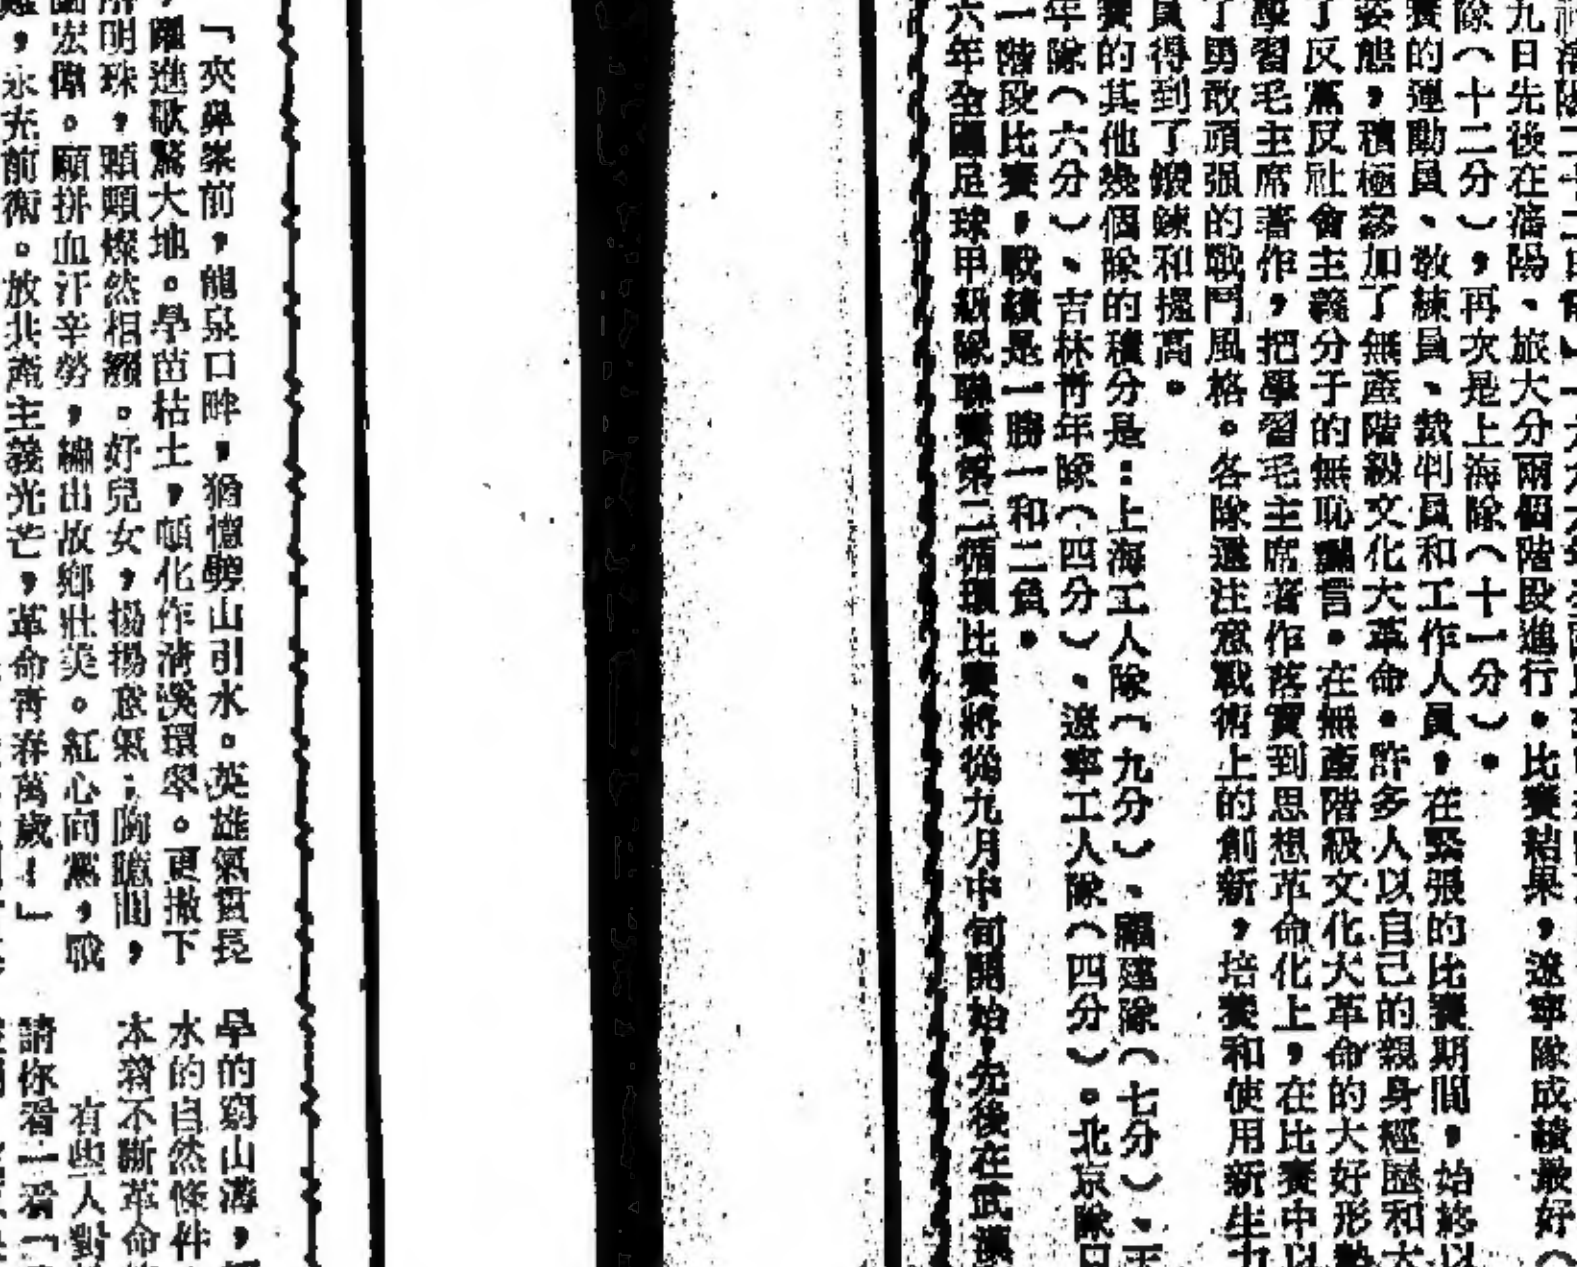 九日先後在瀋陽、旅大分兩個階段進行。比賽結果，遼寧隊成績最好（
隊（十二分），再次是上海隊（十一分）。
賽的運動員、教練員、裁判員和工作人員，在緊張的比賽期間，始終以
姿態，積極參加了無產階級文化大革命。許多人以自己的親身經歷和大
了反黨反社會主義分子的無恥讕言。在無產階級文化大革命的大好形勢
學習毛主席著作，把學習毛主席著作落實到思想革命化上，在比賽中以
了勇敢頑强的戰鬥風格。各隊還注意戰術上的創新，培養和使用新生力
員得到了鍛鍊和提高。
賽的其他幾個隊的積分是：上海工人隊（九分）、福建隊（七分）、
年隊（六分）、吉林青年隊（四分）、遼寧工人隊（四分）。北京隊
一階段比賽，戰績是一勝一和二負。
六年全國足球甲級隊聯賽第二循環比賽將從九月中旬開始，先後在武漢
「夾鼻崇前，龍泉口畔，猶憶劈山引水。英雄氣貫長
，躍進歌驚大地。旱苗枯土，頓化作清溪環翠。更撒下
明珠，顆顆燦然相綴。好兒女，揚揚意氣；胸臆間，
宏偉。願拼血汗辛勞，繡出故鄉壯美。紅心向黨，戰
，永充前衛。放共產主義光芒，革命青春萬歲！」
旱的窮山溝，
水的自然條件
本着不斷革命
有些人對
請你看一看「